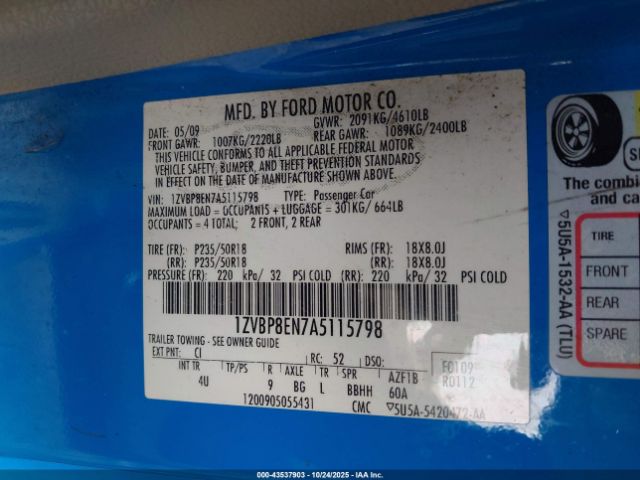 MFD. BY FORD MOTOR CO.
DATE: 05/09 GVWR: 2091KG/4610LB
FRONT GAWR: 1007KG/2220LB REAR GAWR: 1089KG/2400LB
THIS VEHICLE CONFORMS TO ALL APPLICABLE FEDERAL MOTOR
VEHICLE SAFETY, BUMPER, AND THEFT PREVENTION STANDARDS
IN EFFECT ON THE DATE OF MANUFACTURE SHOWN ABOVE.
VIN: 1ZVBP8EN7A5115798 TYPE: Passenger Car
MAXIMUM LOAD = OCCUPANTS + LUGGAGE = 301KG/ 664LB
OCCUPANTS = 4 TOTAL; 2 FRONT, 2 REAR
TIRE (FR): P235/50R18 RIMS (FR): 18X8.0J
(RR): P235/50R18 (RR): 18X8.0J
PRESSURE (FR): 220 kPa/ 32 PSI COLD (RR): 220 kPa/ 32 PSI COLD
1ZVBP8EN7A5115798
TRAILER TOWING - SEE OWNER GUIDE
EXT PNT: CI RC: 52 DSO:
INT TR TP/PS R AXLE TR SPR AZF1B
4U 9 BG L BBHH 60A
F0109
R0112
1200905055431 CMC ▽5U5A-5420472-AA
The combi
and ca
TIRE
FRONT
REAR
SPARE
▽5U5A-1532-AA (TLU)
000-43537903 - 10/24/2025 - IAA Inc.